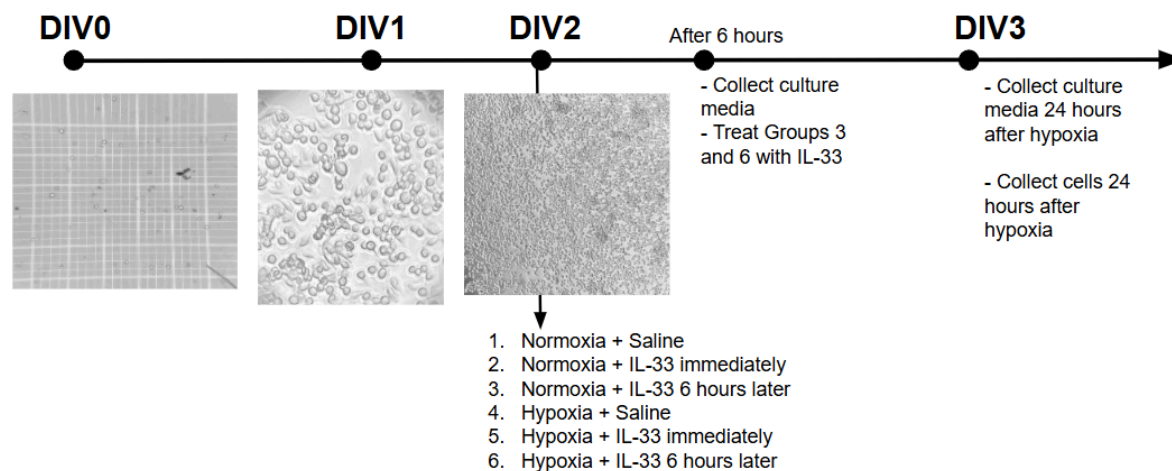 DIV0
DIV1
DIV2
After 6 hours
DIV3
- Collect culture
media
- Treat Groups 3
and 6 with IL-33
- Collect culture
media 24 hours
after hypoxia
- Collect cells 24
hours after
hypoxia
1. Normoxia + Saline
2. Normoxia + IL-33 immediately
3. Normoxia + IL-33 6 hours later
4. Hypoxia + Saline
5. Hypoxia + IL-33 immediately
6. Hypoxia + IL-33 6 hours later